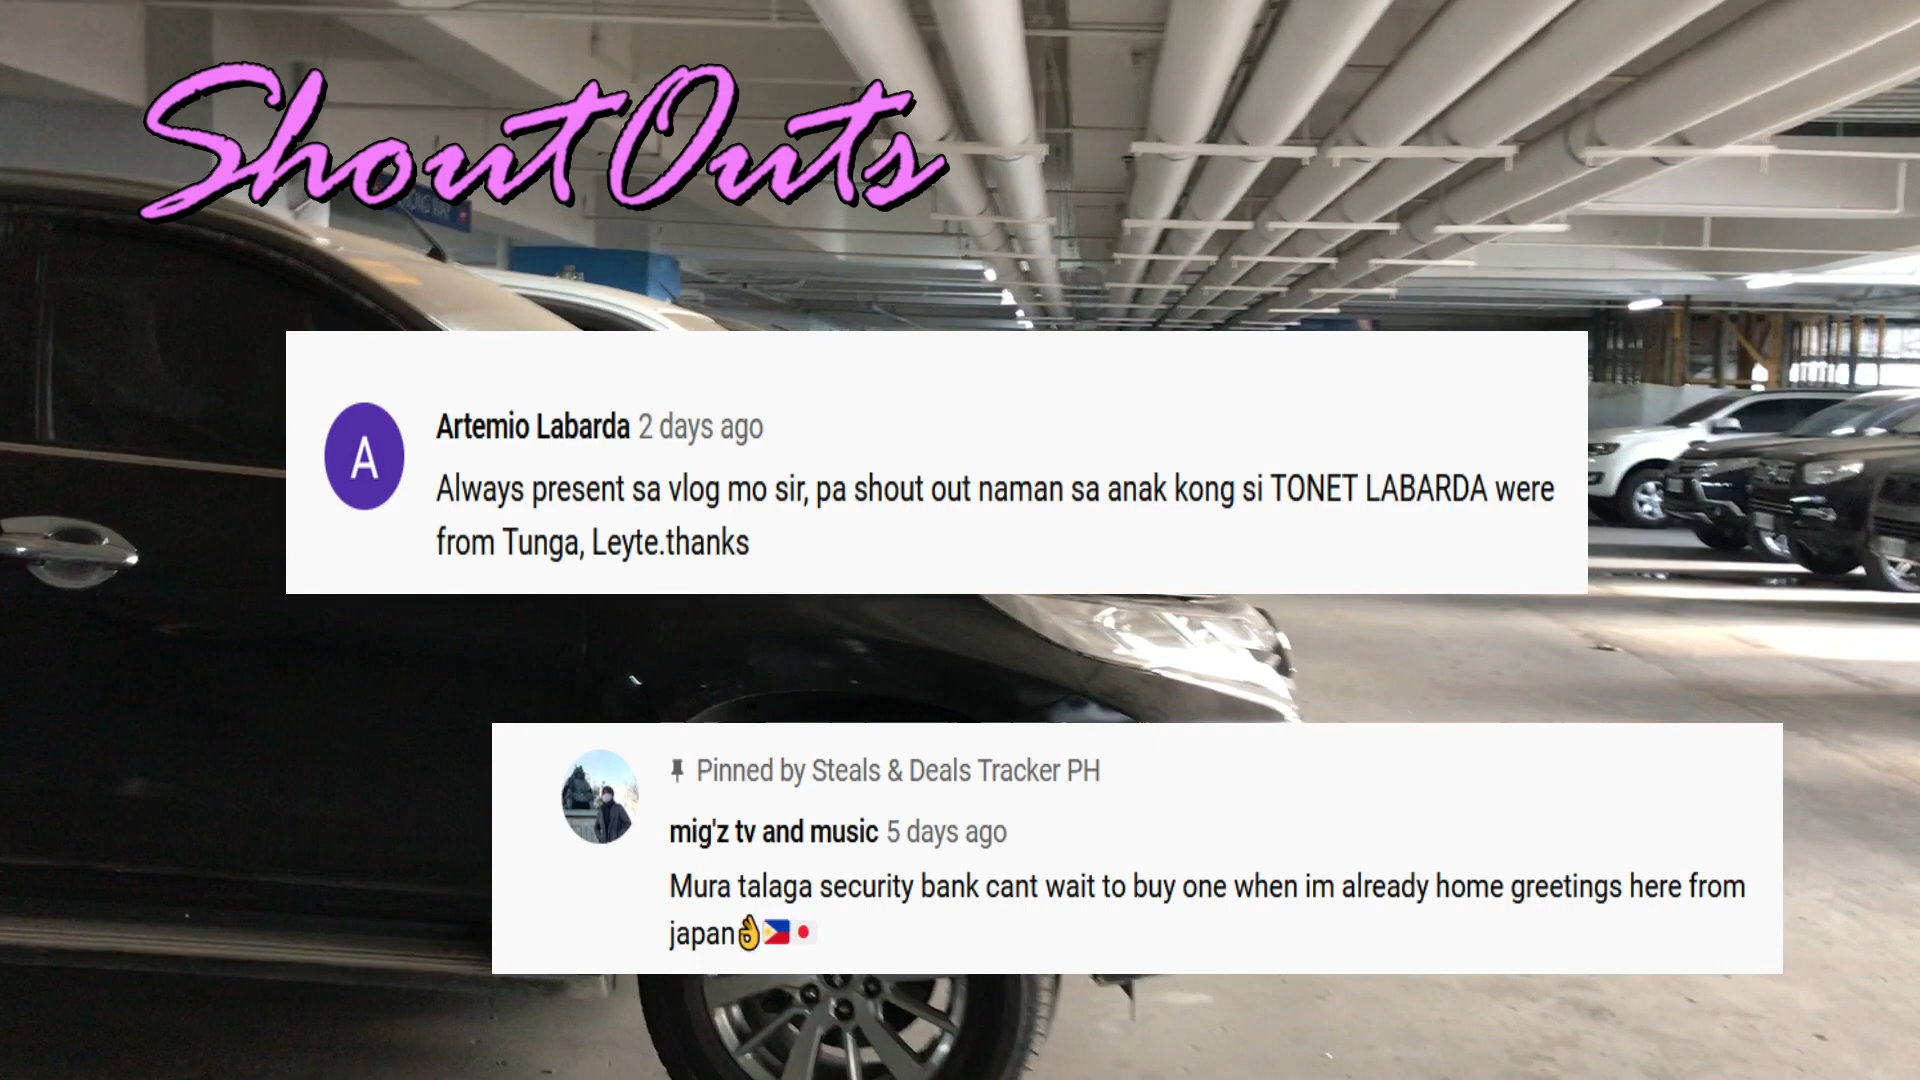 ShoutOuts
A
Artemio Labarda 2 days ago
Always present sa vlog mo sir, pa shout out naman sa anak kong si TONET LABARDA were
from Tunga, Leyte.thanks
Pinned by Steals & Deals Tracker PH
mig'z tv and music 5 days ago
Mura talaga security bank cant wait to buy one when im already home greetings here from
japan👌🇵🇭🇯🇵